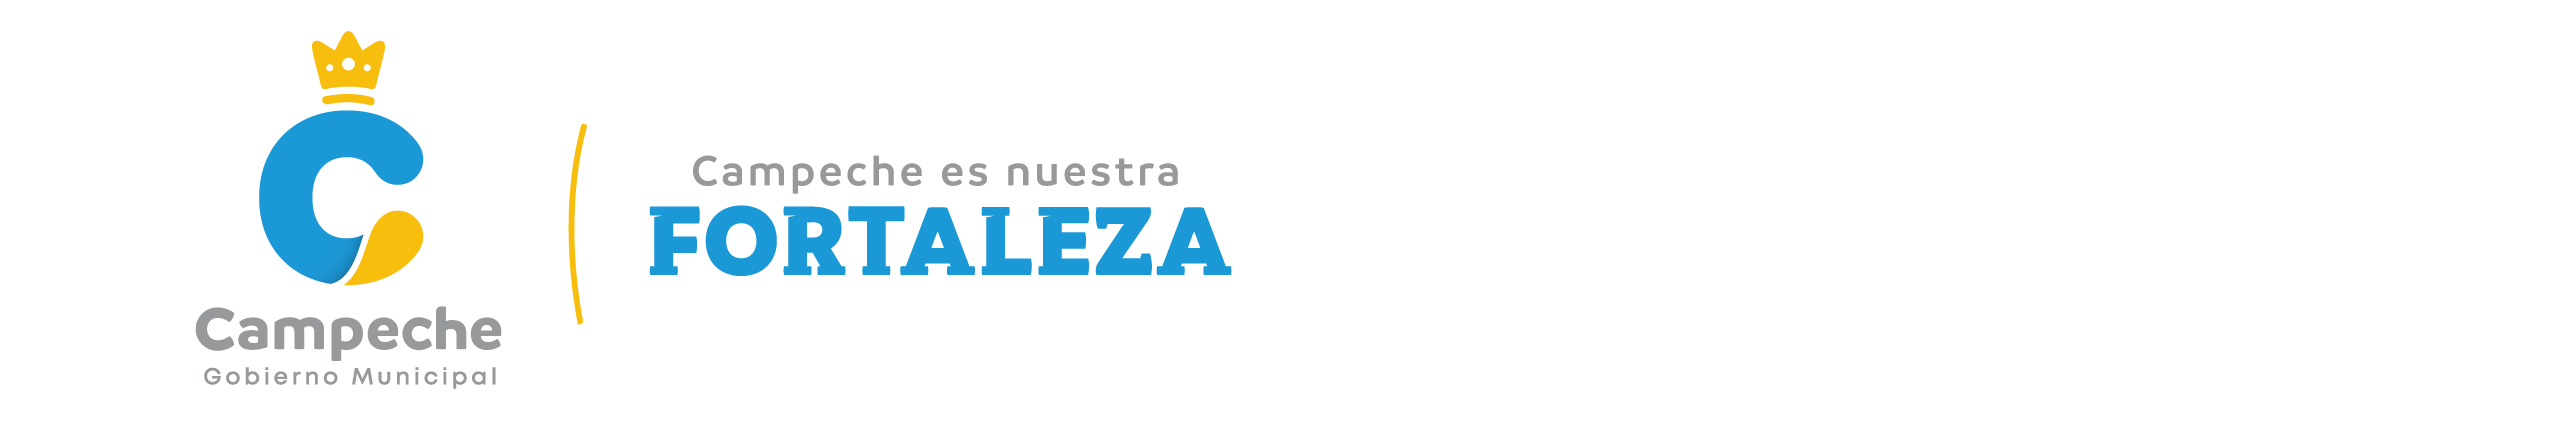 Campeche
Gobierno Municipal
Campeche es nuestra
FORTALEZA